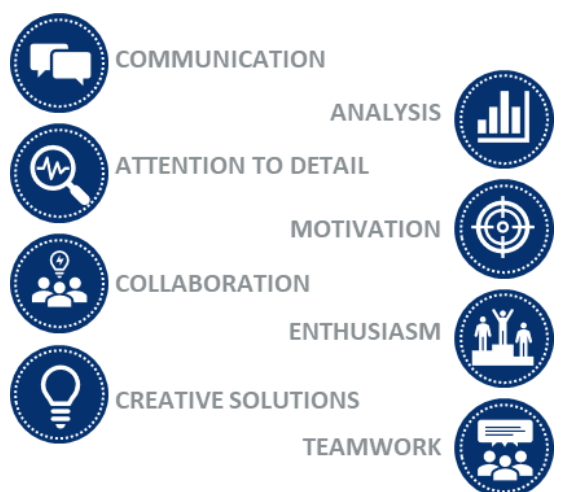 COMMUNICATION
ANALYSIS
ATTENTION TO DETAIL
MOTIVATION
COLLABORATION
ENTHUSIASM
CREATIVE SOLUTIONS
TEAMWORK